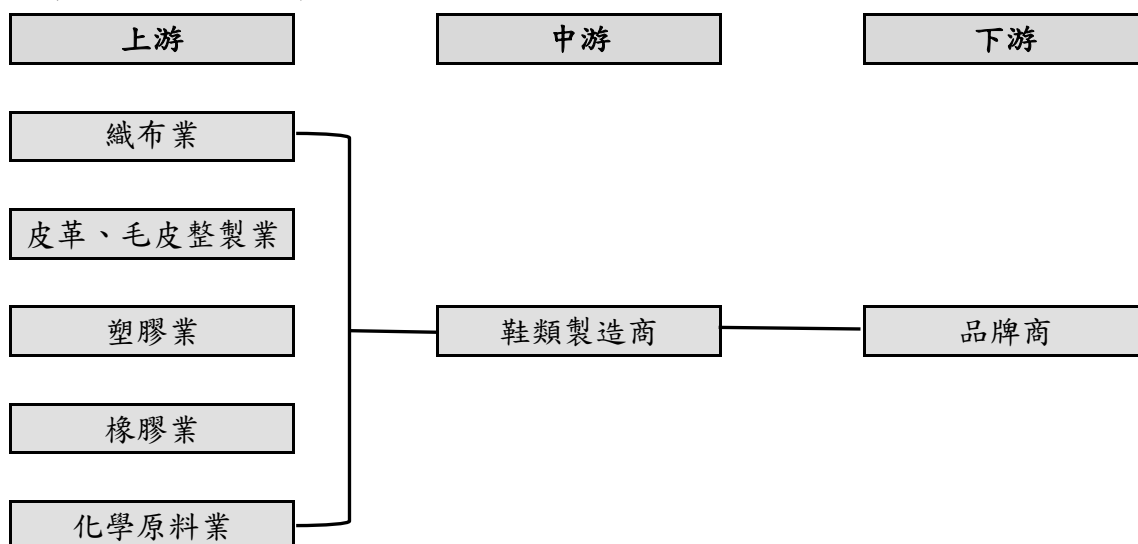 上游 中游 下游
織布業
皮革、毛皮整製業
塑膠業 鞋類製造商 品牌商
橡膠業
化學原料業